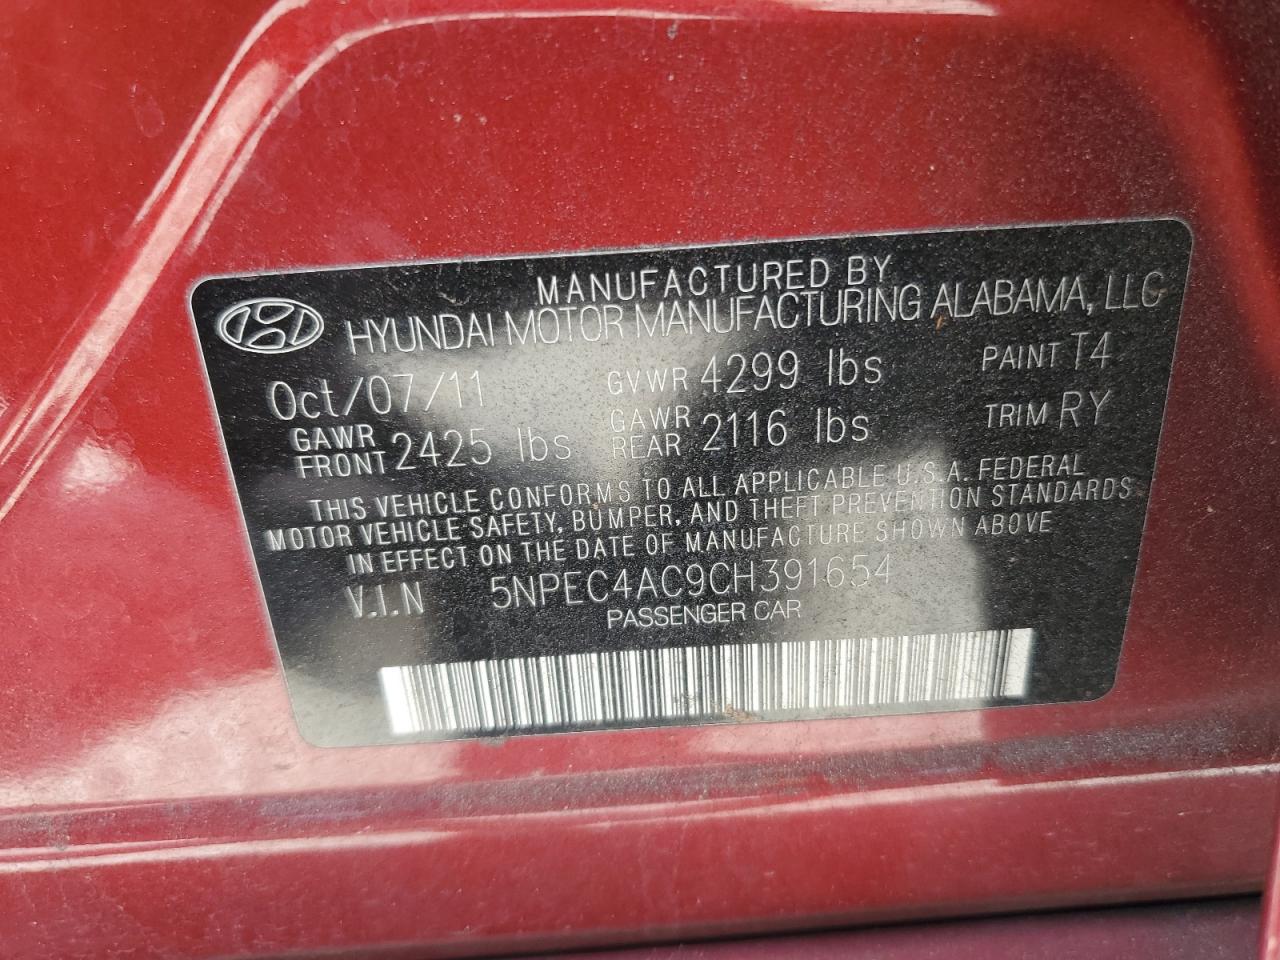 MANUFACTURED BY
HYUNDAI MOTOR MANUFACTURING ALABAMA, LLC
Oct/07/11 GVWR 4299 lbs PAINT T4
GAWR FRONT 2425 lbs GAWR REAR 2116 lbs TRIM RY
THIS VEHICLE CONFORMS TO ALL APPLICABLE U.S.A. FEDERAL
MOTOR VEHICLE SAFETY, BUMPER, AND THEFT PREVENTION STANDARDS
IN EFFECT ON THE DATE OF MANUFACTURE SHOWN ABOVE
V.I.N 5NPEC4AC9CH391654
PASSENGER CAR